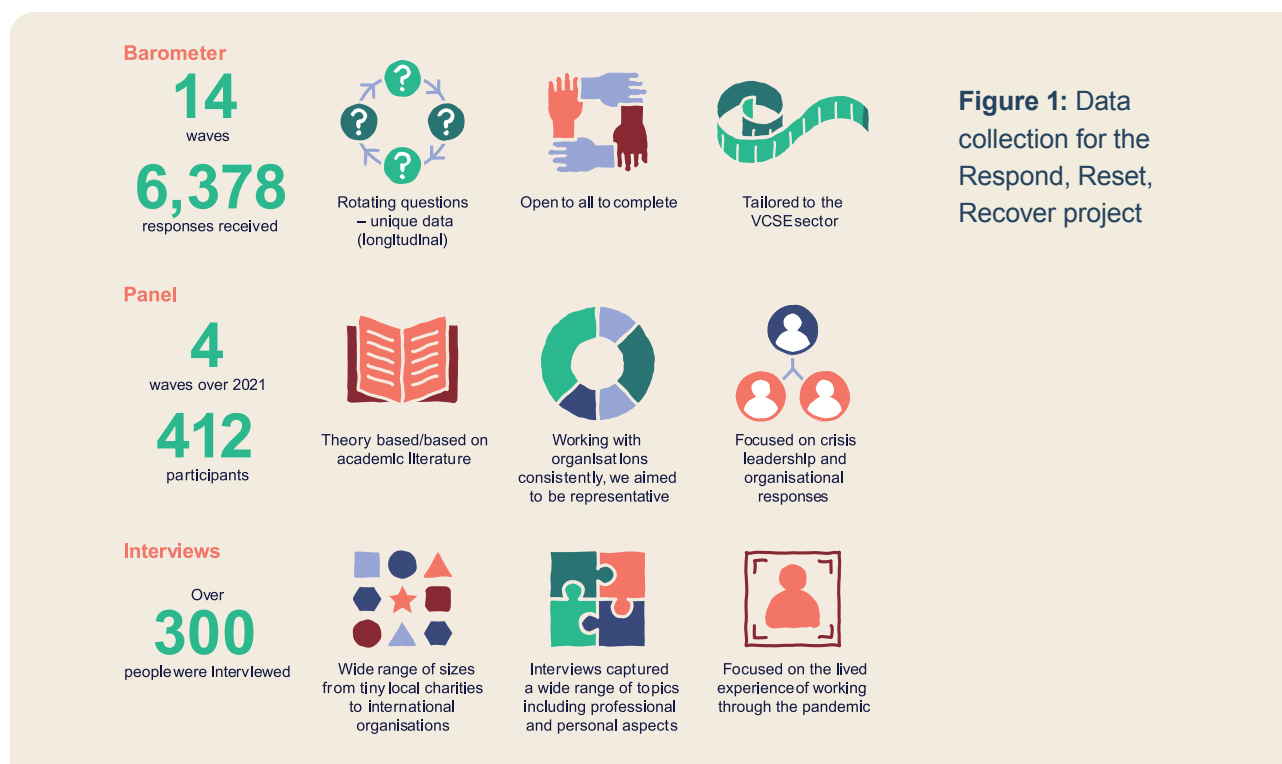 Barometer
14
waves
6,378
responses received
?
?
?
?
Rotating questions
– unique data
(longitudinal)
Open to all to complete
Tailored to the
VCSE sector
Figure 1: Data
collection for the
Respond, Reset,
Recover project
Panel
4
waves over 2021
412
participants
Theory based/based on
academic literature
Working with
organisations
consistently, we aimed
to be representative
Focused on crisis
leadership and
organisational
responses
Interviews
Over
300
people were Interviewed
Wide range of sizes
from tiny local charities
to international
organisations
Interviews captured
a wide range of topics
including professional
and personal aspects
Focused on the lived
experience of working
through the pandemic